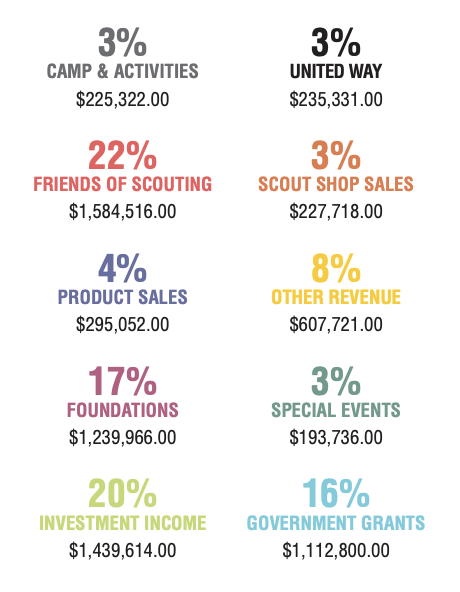 3%
CAMP & ACTIVITIES
$225,322.00
3%
UNITED WAY
$235,331.00
22%
FRIENDS OF SCOUTING
$1,584,516.00
3%
SCOUT SHOP SALES
$227,718.00
4%
PRODUCT SALES
$295,052.00
8%
OTHER REVENUE
$607,721.00
17%
FOUNDATIONS
$1,239,966.00
3%
SPECIAL EVENTS
$193,736.00
20%
INVESTMENT INCOME
$1,439,614.00
16%
GOVERNMENT GRANTS
$1,112,800.00